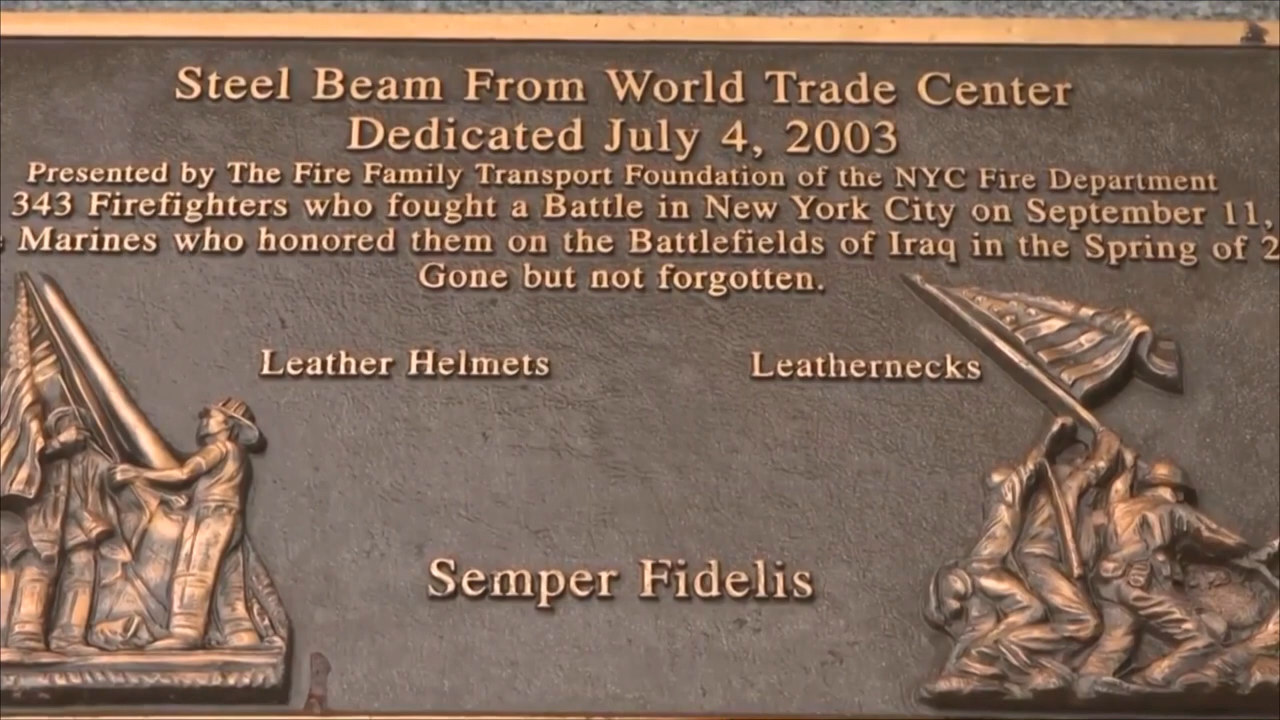 Steel Beam From World Trade Center
Dedicated July 4, 2003
Presented by The Fire Family Transport Foundation of the NYC Fire Department
343 Firefighters who fought a Battle in New York City on September 11,
Marines who honored them on the Battlefields of Iraq in the Spring of 2
Gone but not forgotten.
Leather Helmets
Leathernecks
Semper Fidelis